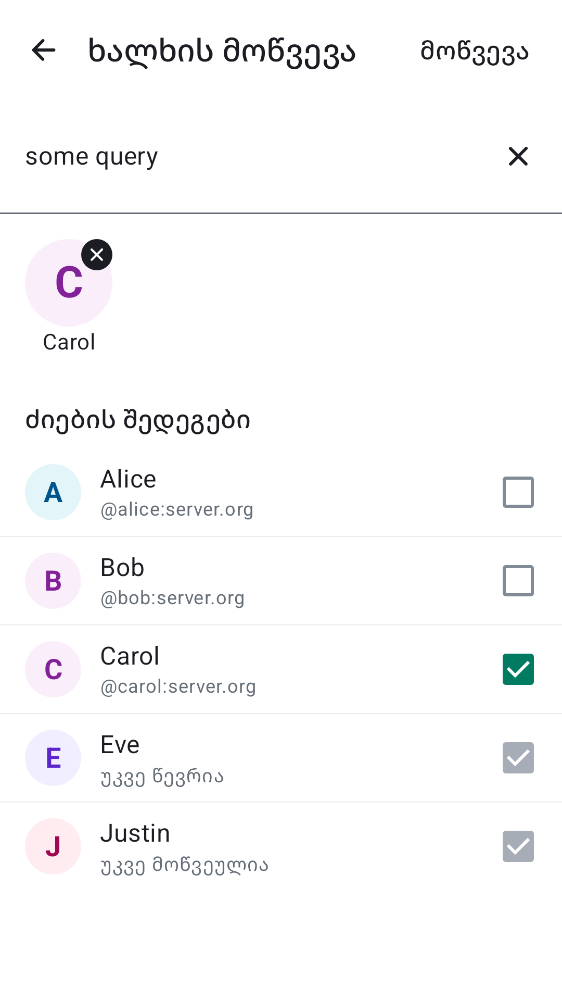 ხალხის მოწვევა
მოწვევა
some query
C
Carol
ძიების შედეგები
A
Alice
@alice:server.org
B
Bob
@bob:server.org
C
Carol
@carol:server.org
E
Eve
უკვე წევრია
J
Justin
უკვე მოწვეულია